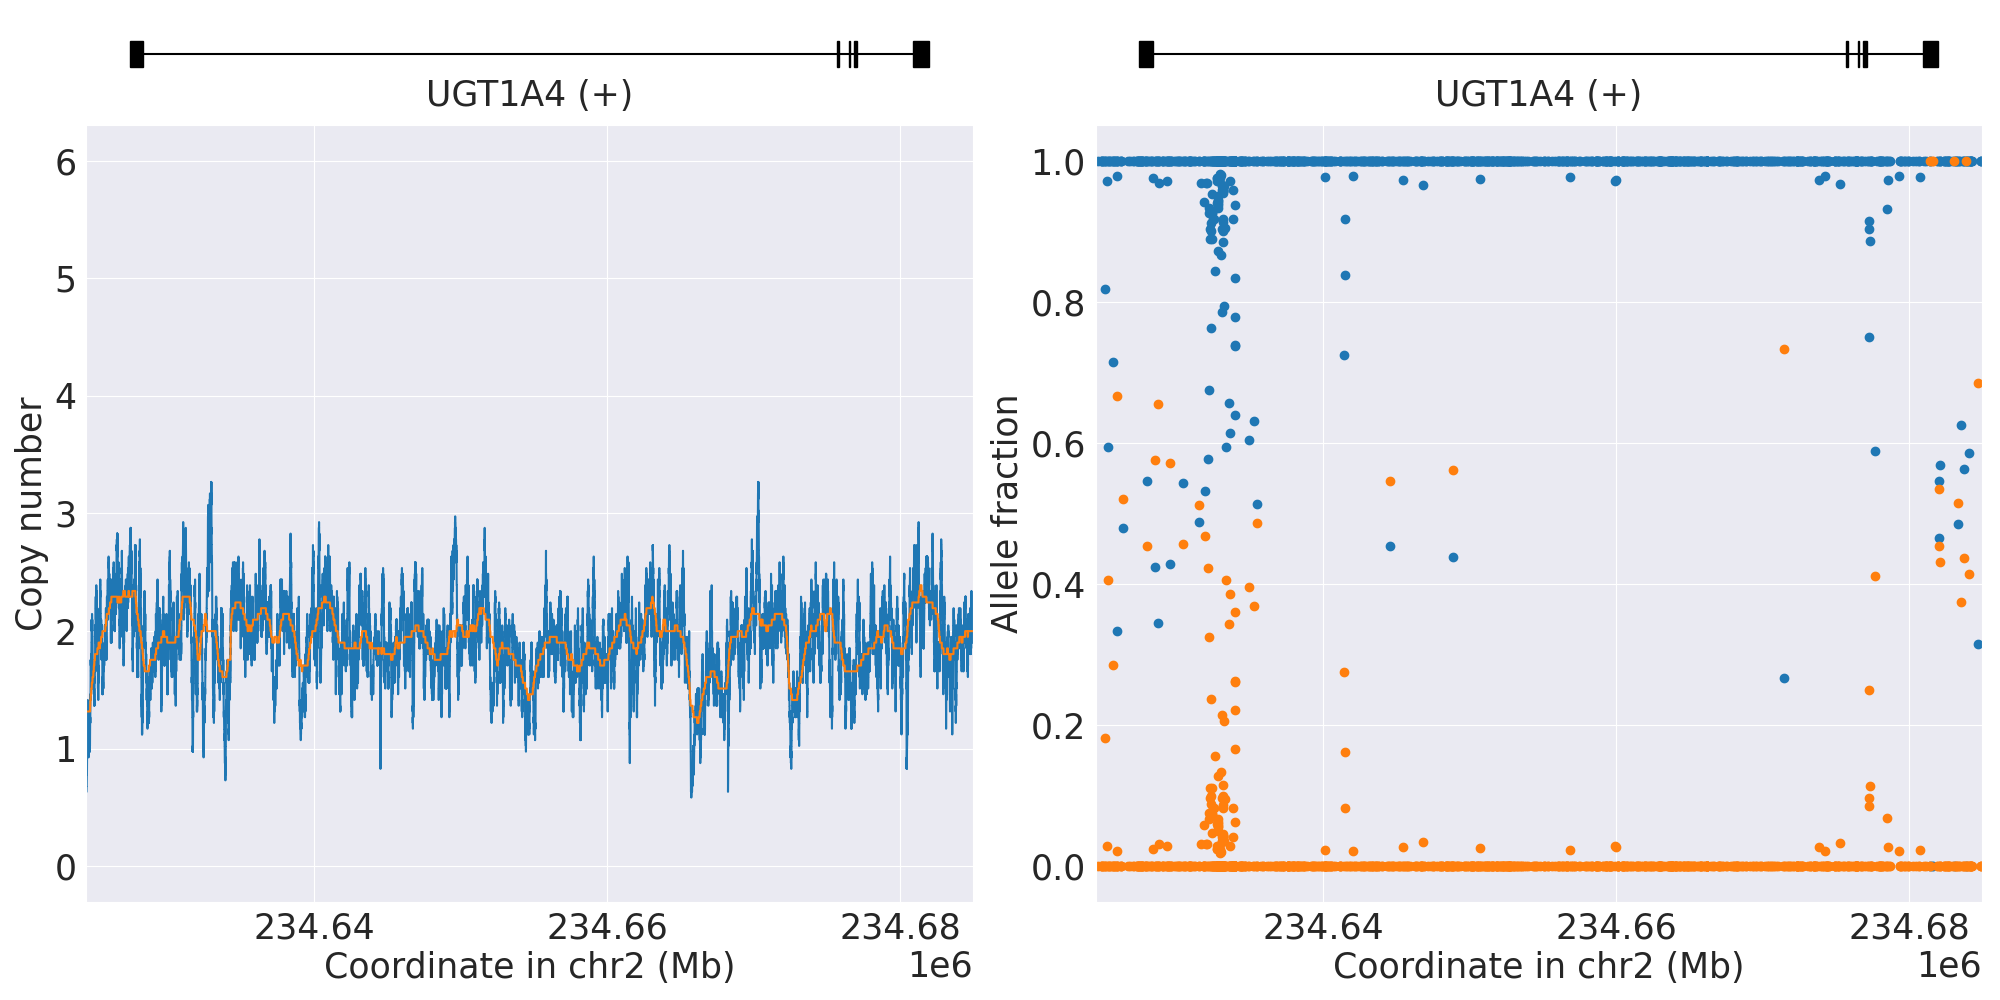 UGT1A4 (+)
6
5
4
3
2
1
0
Copy number
234.64 234.66 234.68
Coordinate in chr2 (Mb)
1e6
UGT1A4 (+)
1.0
0.8
0.6
0.4
0.2
0.0
Allele fraction
234.64 234.66 234.68
Coordinate in chr2 (Mb)
1e6